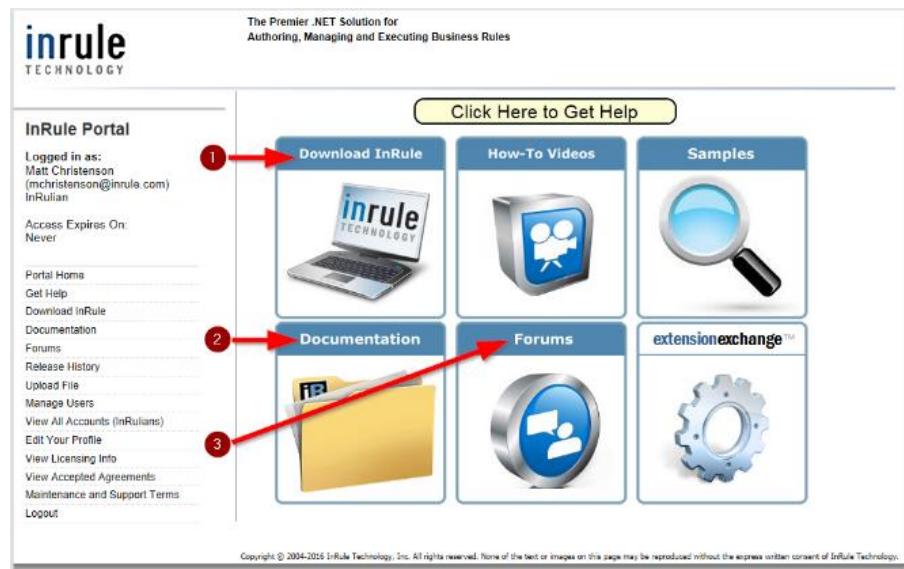 inrule
TECHNOLOGY
The Premier .NET Solution for
Authoring, Managing and Executing Business Rules
InRule Portal
Logged in as:
Matt Christenson
(mchristenson@inrule.com)
InRulian
Access Expires On:
Never
Portal Home
Get Help
Download InRule
Documentation
Forums
Release History
Upload File
Manage Users
View All Accounts (InRulians)
Edit Your Profile
View Licensing Info
View Accepted Agreements
Maintenance and Support Terms
Logout
Click Here to Get Help
1
Download InRule
How-To Videos
Samples
inrule
TECHNOLOGY
2
Documentation
Forums
extensionexchange™
iR
3
Copyright © 2004-2016 InRule Technology, Inc. All rights reserved. None of the text or images on this page may be reproduced without the express written consent of InRule Technology.